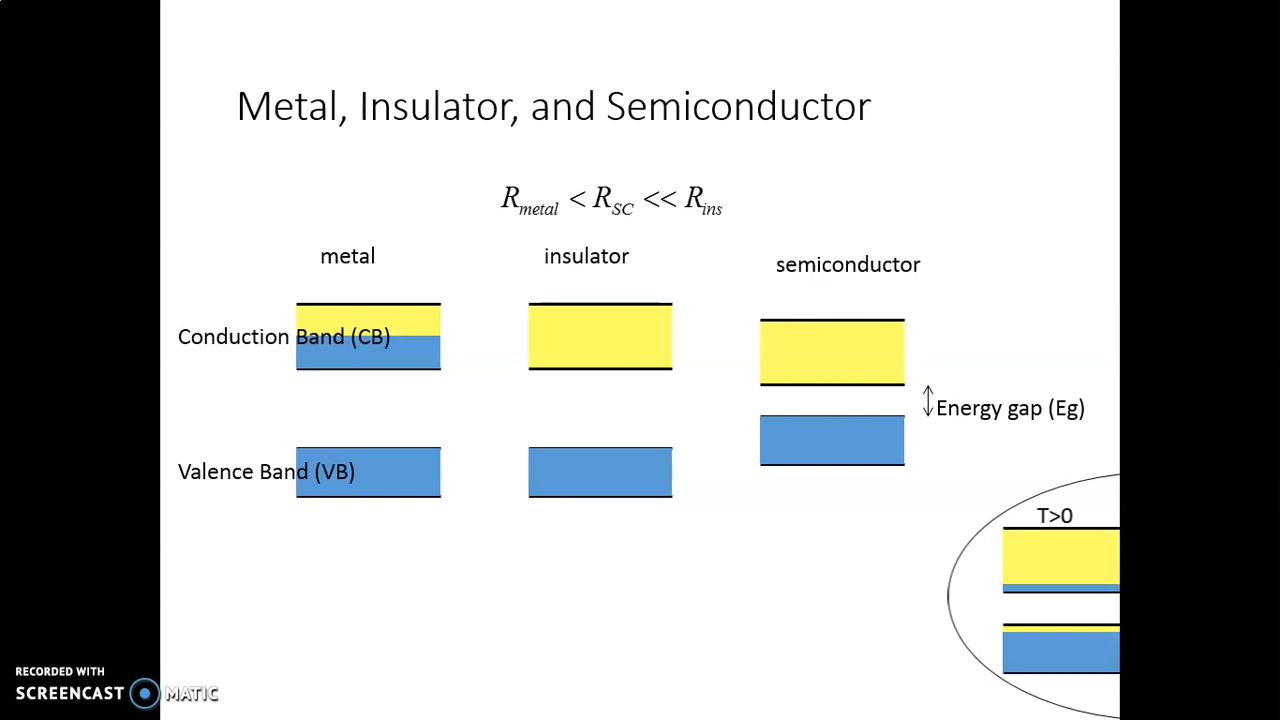 Metal, Insulator, and Semiconductor
R_metal < R_SC << R_ins
metal
insulator
semiconductor
Conduction Band (CB)
Energy gap (Eg)
Valence Band (VB)
T>0
RECORDED WITH
SCREENCAST MATIC